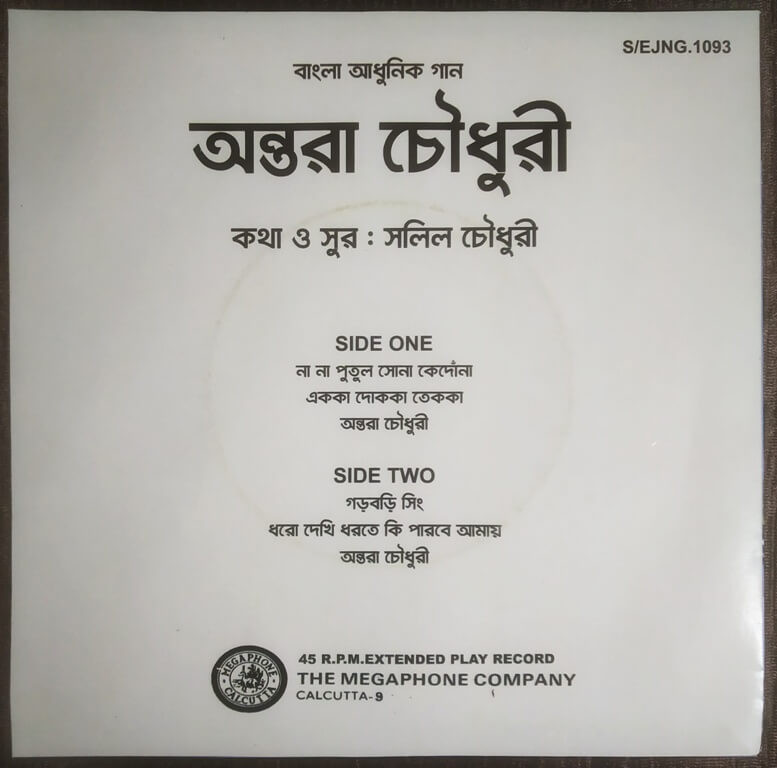 S/EJNG.1093
বাংলা আধুনিক গান
অন্তরা চৌধুরী
কথা ও সুর : সলিল চৌধুরী
SIDE ONE
না না পুতুল সোনা কেদোঁনা
এককা দোককা তেককা
অন্তরা চৌধুরী
SIDE TWO
গড়বড়ি সিং
ধরো দেখি ধরতে কি পারবে আমায়
অন্তরা চৌধুরী
MEGAPHONE
CALCUTTA
45 R.P.M.EXTENDED PLAY RECORD
THE MEGAPHONE COMPANY
CALCUTTA-9